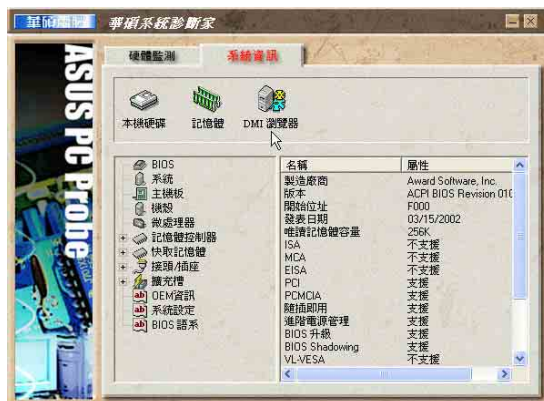 華碩系統診斷家
ASUS PC Probe
硬體監測
系統資訊
本機硬碟
記憶體
DMI 瀏覽器
BIOS
系統
主機板
機殼
微處理器
記憶體控制器
快取記憶體
接頭/插座
擴充槽
OEM資訊
系統設定
BIOS 語系
名稱 屬性
製造廠商 Award Software, Inc.
版本 ACPI BIOS Revision 010
開始位址 F000
發表日期 03/15/2002
唯讀記憶體容量 256K
ISA 不支援
MCA 不支援
EISA 不支援
PCI 支援
PCMCIA 支援
隨插即用 支援
進階電源管理 支援
BIOS 升級 支援
BIOS Shadowing 支援
VL-VESA 不支援